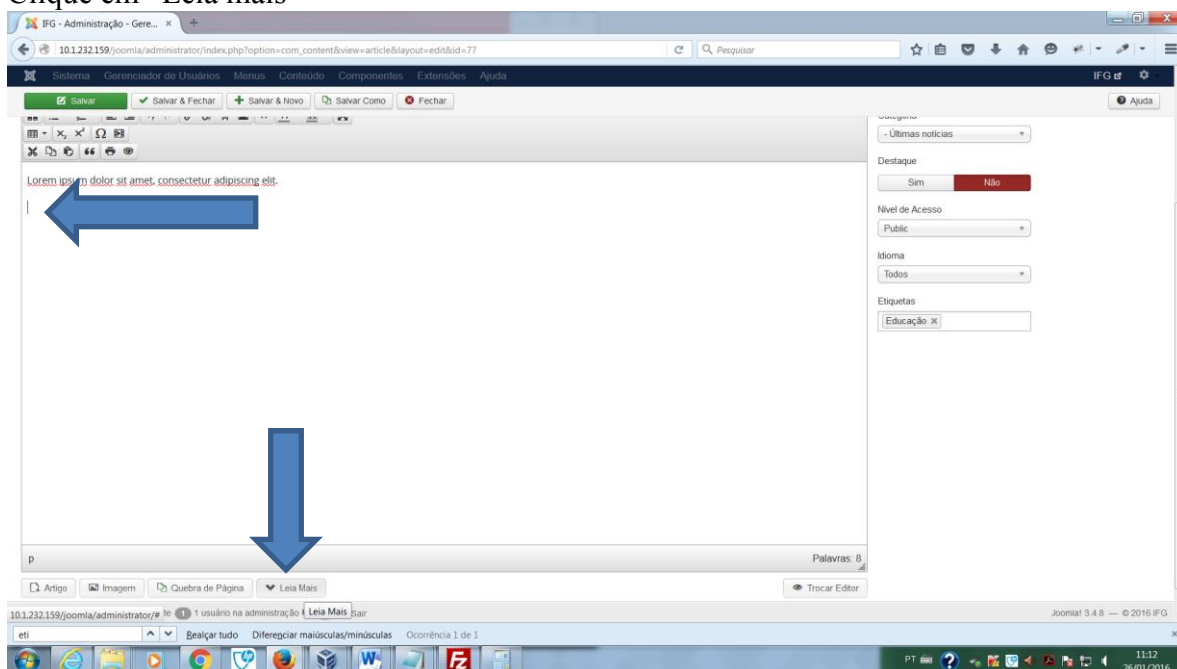 Clique em "Leia mais"
IFG - Administração - Gere... × +
10.1.232.159/joomla/administrator/index.php?option=com_content&view=article&layout=edit&id=77
Pesquisar
Sistema Gerenciador de Usuários Menus Conteúdo Componentes Extensões Ajuda
IFG
Salvar Salvar & Fechar Salvar & Novo Salvar Como Fechar
Ajuda
Categoria
- Últimas notícias
Destaque
Sim Não
Lorem ipsum dolor sit amet, consectetur adipiscing elit.
Nível de Acesso
Public
Idioma
Todos
Etiquetas
Educação ×
p
Palavras: 8
Artigo Imagem Quebra de Página Leia Mais
Trocar Editor
10.1.232.159/joomla/administrator/# 1 1 usuário na administração Leia Mais Sair
Joomla! 3.4.8 — © 2016 IFG
eti Realçar tudo Diferenciar maiúsculas/minúsculas Ocorrência 1 de 1
PT
11:12
26/01/2016